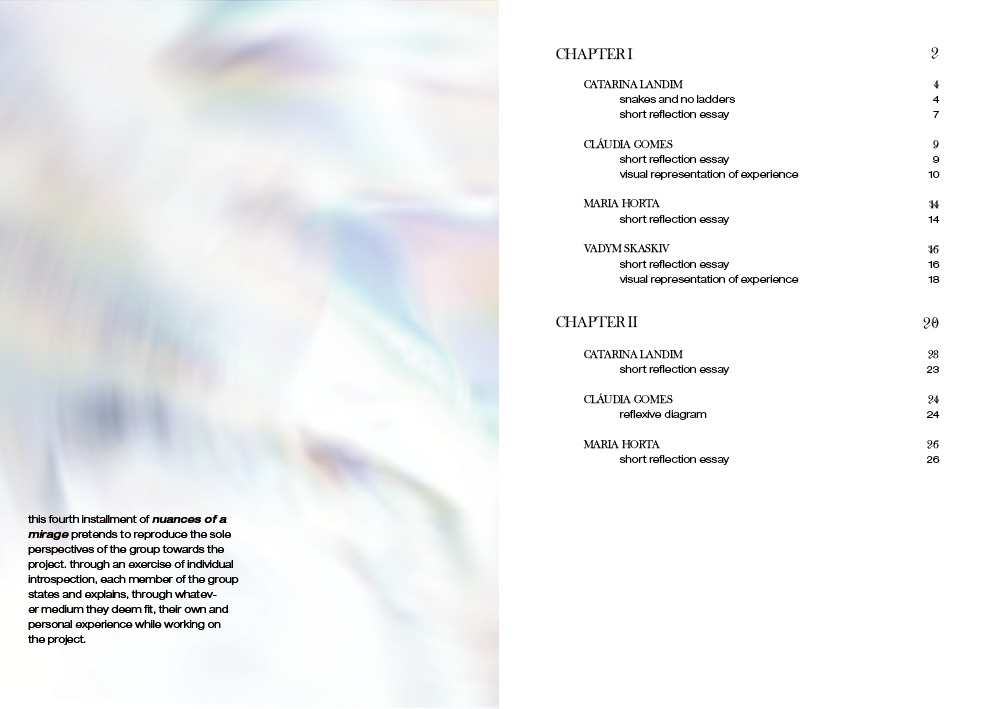 this fourth installment of nuances of a
mirage pretends to reproduce the sole
perspectives of the group towards the
project. through an exercise of individual
introspection, each member of the group
states and explains, through whatev-
er medium they deem fit, their own and
personal experience while working on
the project.
CHAPTER I 2
CATARINA LANDIM 4
snakes and no ladders 4
short reflection essay 7
CLÁUDIA GOMES 9
short reflection essay 9
visual representation of experience 10
MARIA HORTA 14
short reflection essay 14
VADYM SKASKIV 16
short reflection essay 16
visual representation of experience 18
CHAPTER II 20
CATARINA LANDIM 23
short reflection essay 23
CLÁUDIA GOMES 24
reflexive diagram 24
MARIA HORTA 26
short reflection essay 26